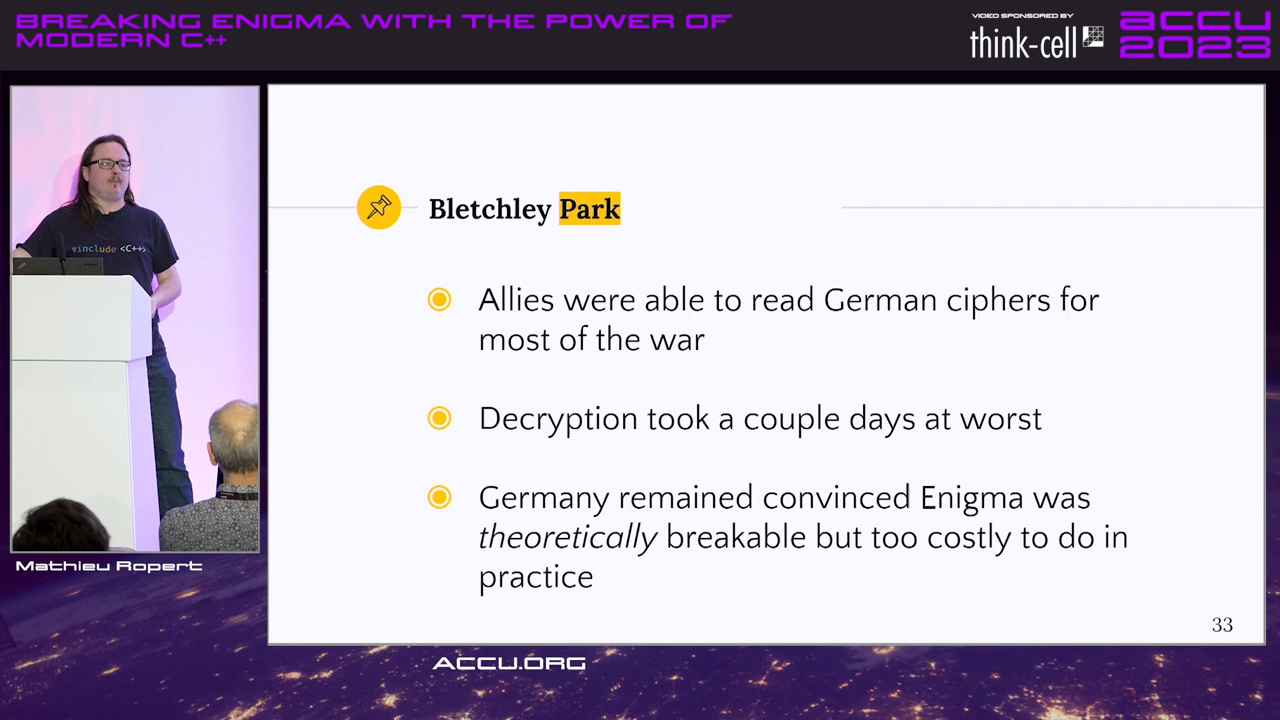 BREAKING ENIGMA WITH THE POWER OF
MODERN C++
VIDEO SPONSORED BY
think-cell
accu
2023
#include <C++>
Bletchley Park
Allies were able to read German ciphers for
most of the war
Decryption took a couple days at worst
Germany remained convinced Enigma was
theoretically breakable but too costly to do in
practice
33
Mathieu Ropert
ACCU.ORG